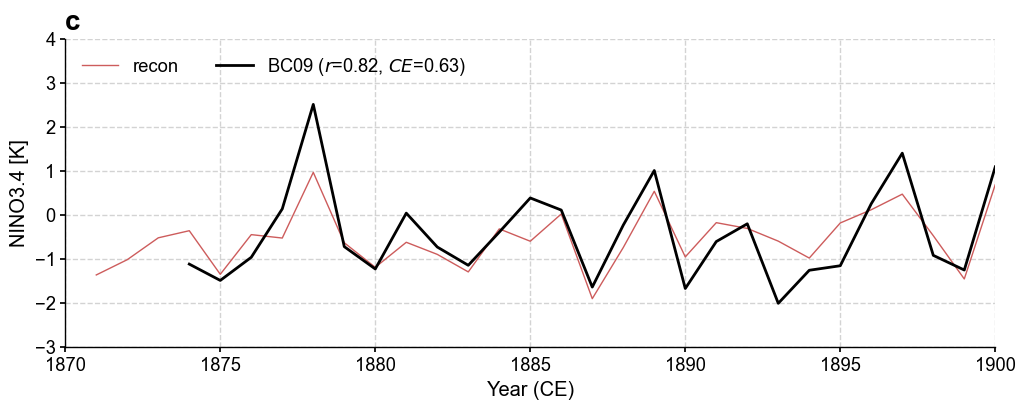 c
recon
BC09 (r=0.82, CE=0.63)
4
3
2
1
0
−1
−2
−3
NINO3.4 [K]
1870 1875 1880 1885 1890 1895 1900
Year (CE)